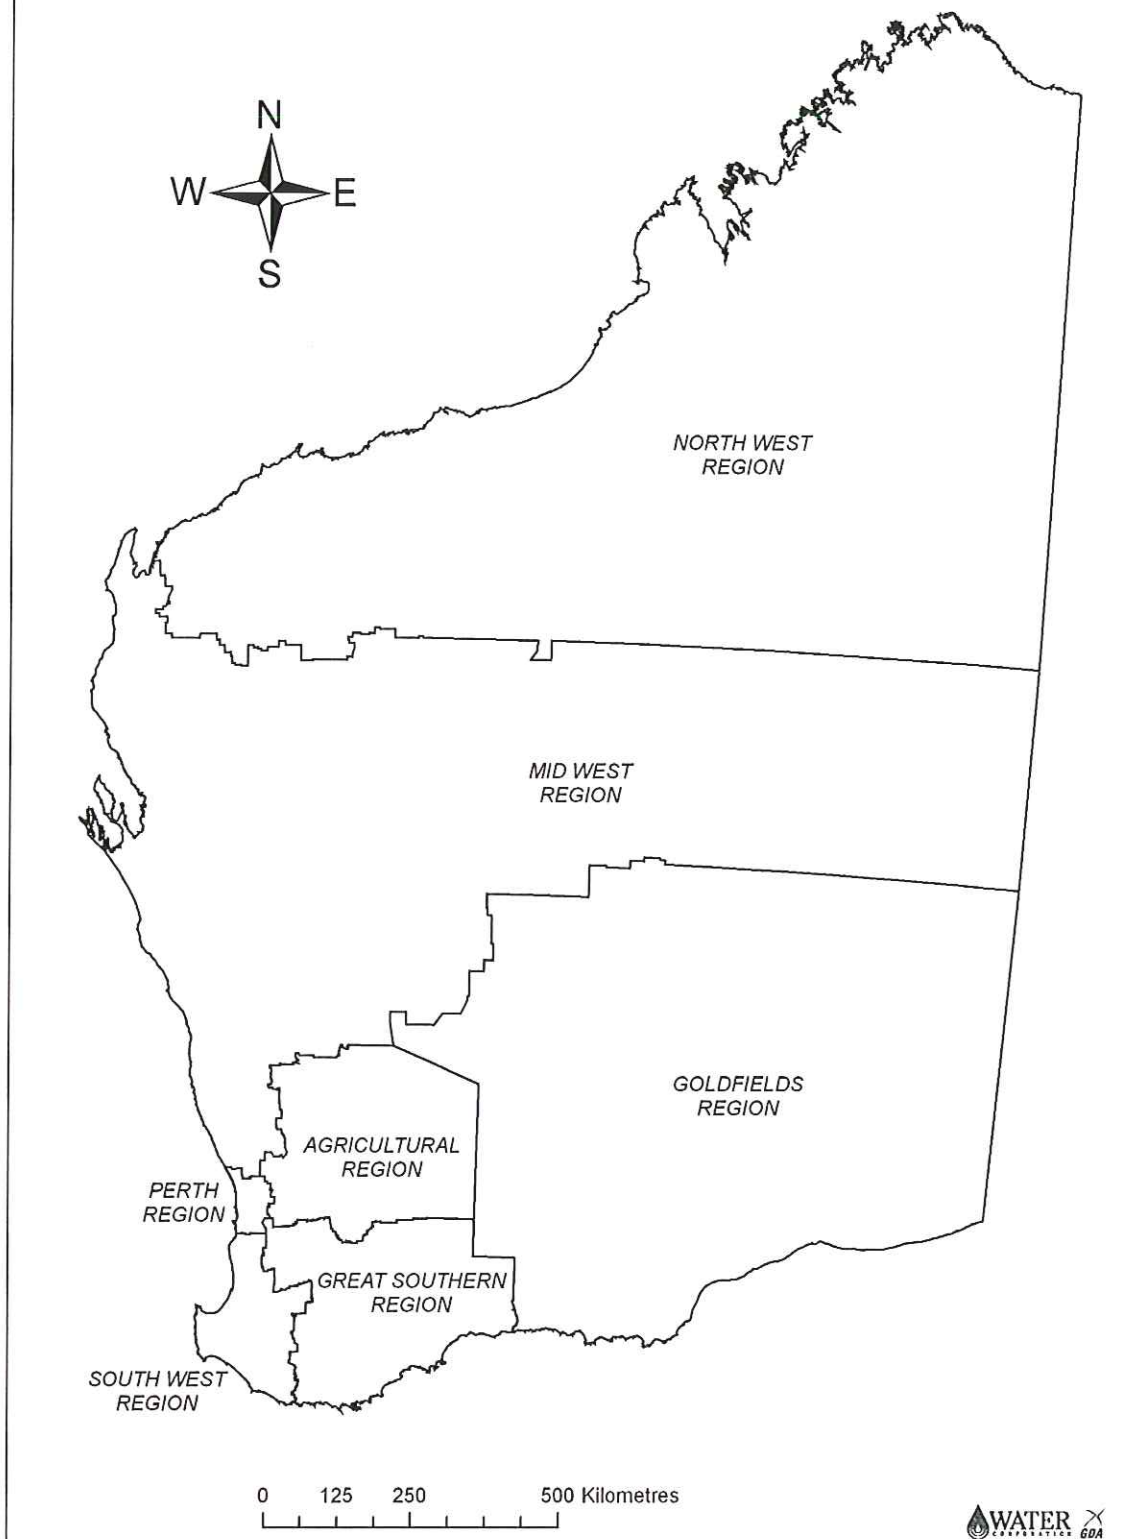 N
W E
S
NORTH WEST
REGION
MID WEST
REGION
GOLDFIELDS
REGION
AGRICULTURAL
REGION
PERTH
REGION
GREAT SOUTHERN
REGION
SOUTH WEST
REGION
0 125 250 500 Kilometres
WATER
CORPORATION
GDA